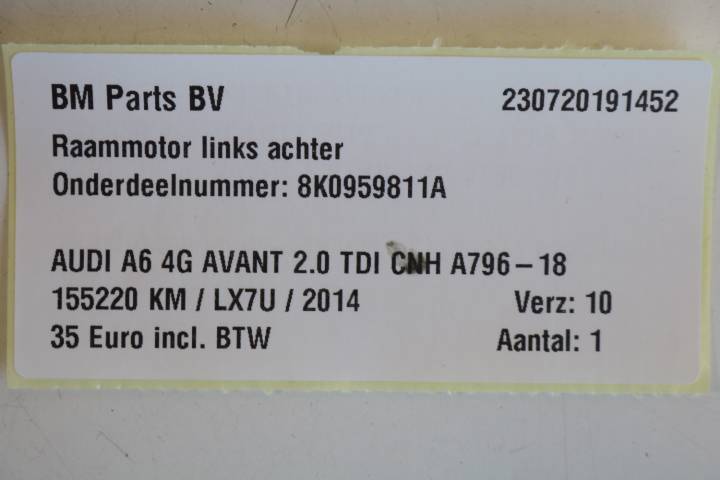 BM Parts BV 230720191452
Raammotor links achter
Onderdeelnummer: 8K0959811A
AUDI A6 4G AVANT 2.0 TDI CNH A796-18
155220 KM / LX7U / 2014 Verz: 10
35 Euro incl. BTW Aantal: 1